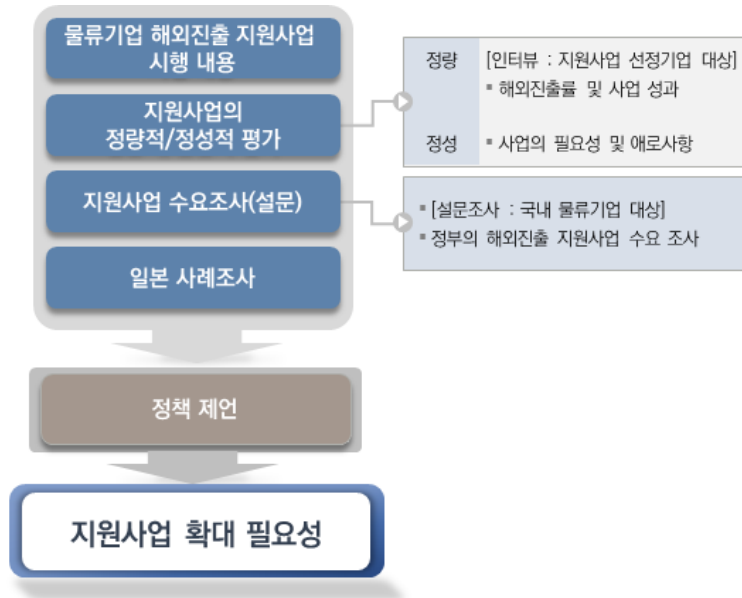 물류기업 해외진출 지원사업
시행 내용
지원사업의
정량적/정성적 평가
정량 [인터뷰 : 지원사업 선정기업 대상]
▪ 해외진출률 및 사업 성과
정성 ▪ 사업의 필요성 및 애로사항
지원사업 수요조사(설문)
▪ [설문조사 : 국내 물류기업 대상]
▪ 정부의 해외진출 지원사업 수요 조사
일본 사례조사
정책 제언
지원사업 확대 필요성